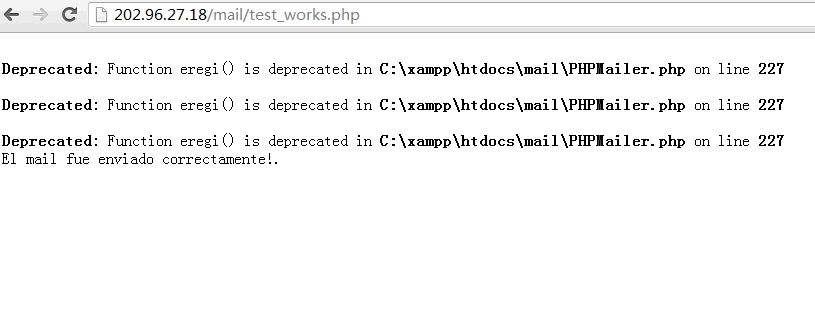 202.96.27.18/mail/test_works.php
Deprecated: Function eregi() is deprecated in C:\xampp\htdocs\mail\PHPMailer.php on line 227
Deprecated: Function eregi() is deprecated in C:\xampp\htdocs\mail\PHPMailer.php on line 227
Deprecated: Function eregi() is deprecated in C:\xampp\htdocs\mail\PHPMailer.php on line 227
El mail fue enviado correctamente!.